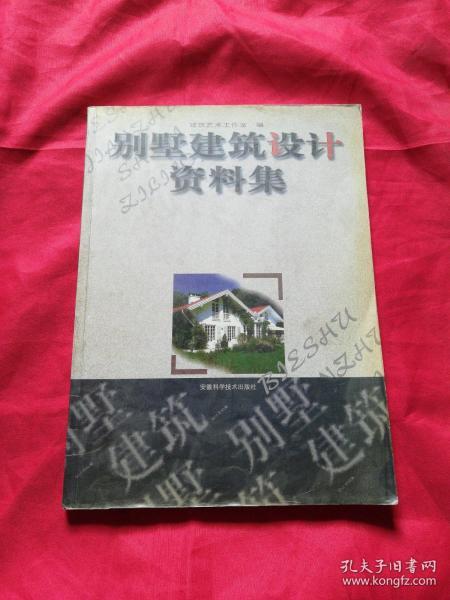 建筑艺术工作室 编
别墅建筑设计
资料集
BIESHU
安徽科学技术出版社
别墅
建筑
别墅
建筑
孔夫子旧书网
www.kongfz.com